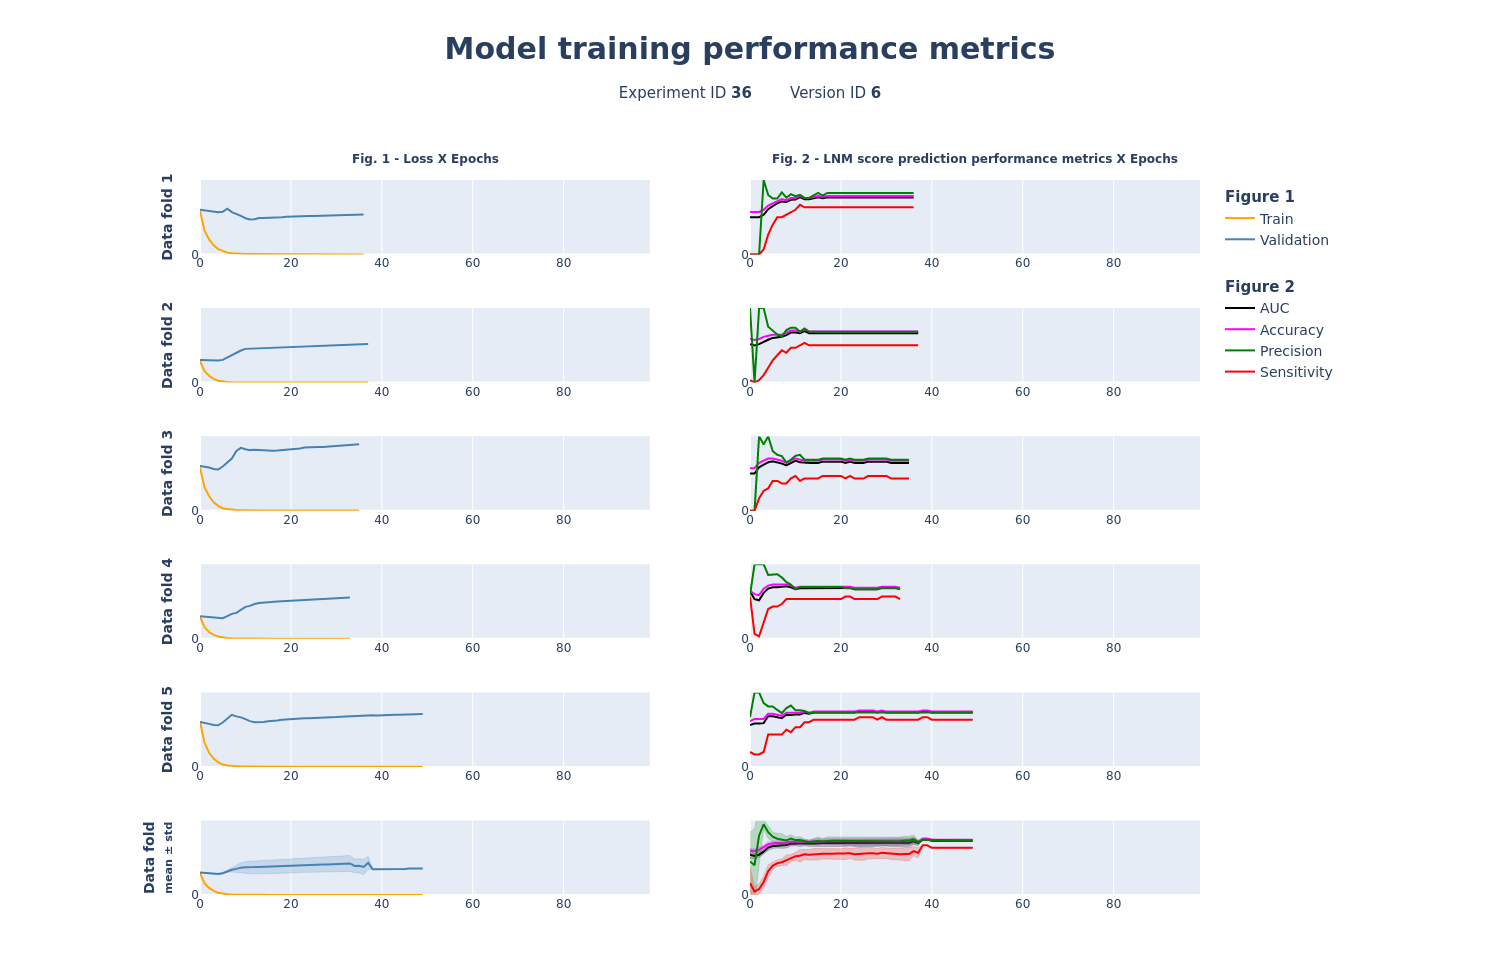 Model training performance metrics
Experiment ID 36 Version ID 6
Fig. 1 - Loss X Epochs
Fig. 2 - LNM score prediction performance metrics X Epochs
Data fold 1
0
0 20 40 60 80
0
0 20 40 60 80
Figure 1
Train
Validation
Figure 2
AUC
Accuracy
Precision
Sensitivity
Data fold 2
0
0 20 40 60 80
0
0 20 40 60 80
Data fold 3
0
0 20 40 60 80
0
0 20 40 60 80
Data fold 4
0
0 20 40 60 80
0
0 20 40 60 80
Data fold 5
0
0 20 40 60 80
0
0 20 40 60 80
Data fold
mean ± std
0
0 20 40 60 80
0
0 20 40 60 80